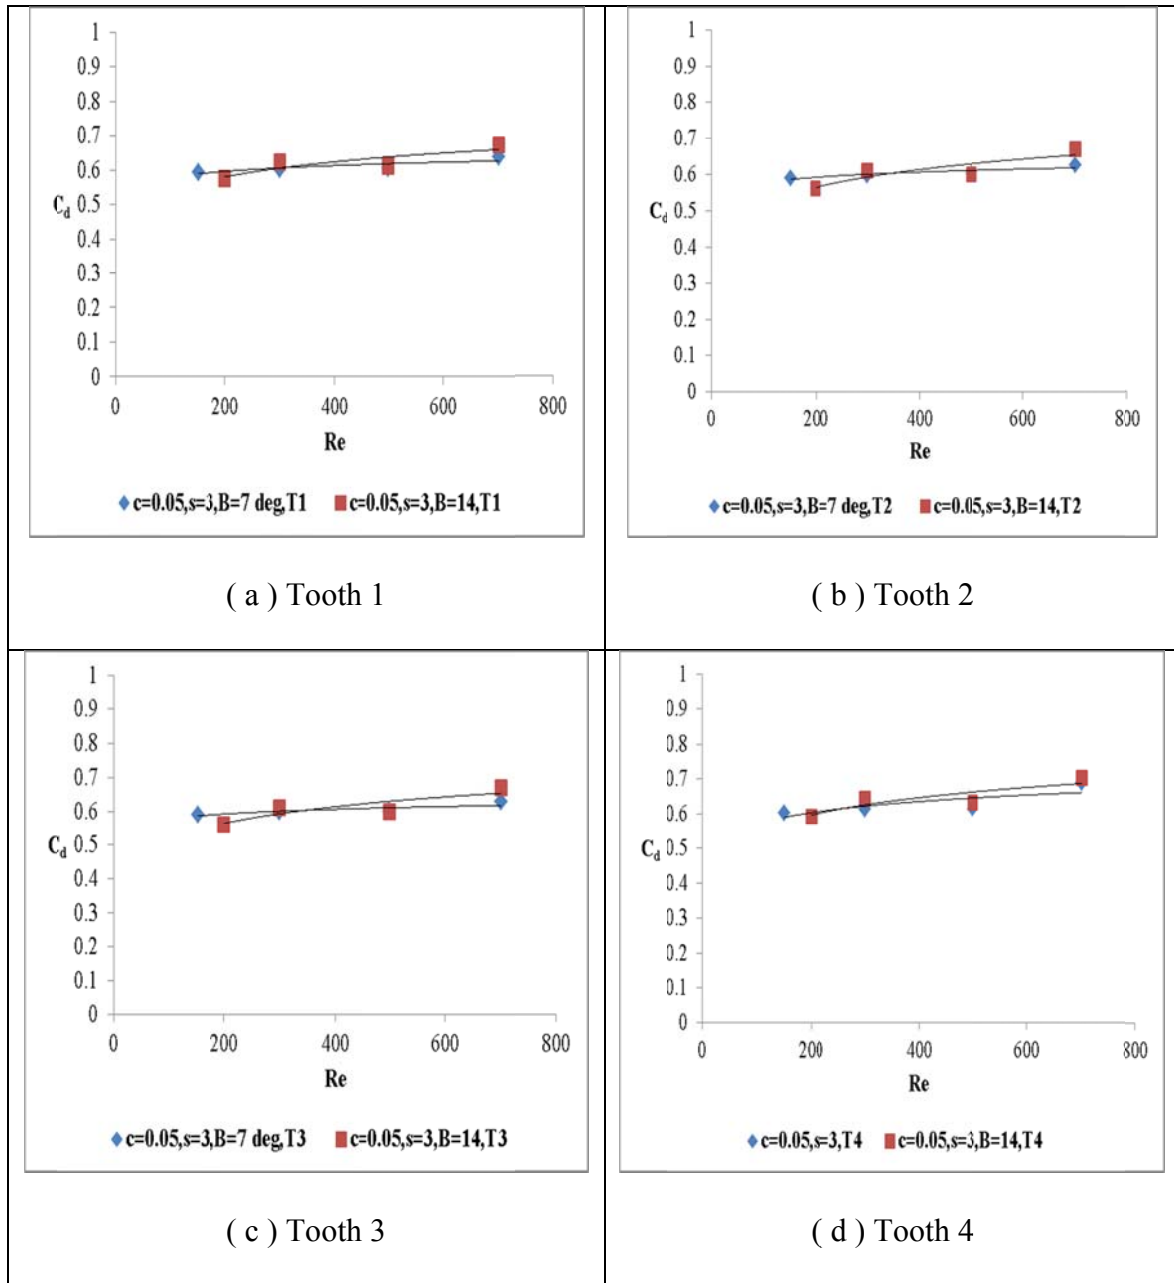 1
0.9
0.8
0.7
0.6
0.5
0.4
0.3
0.2
0.1
0
Cd
0 200 400 600 800
Re
c=0.05,s=3,B=7 deg,T1 c=0.05,s=3,B=14,T1
( a ) Tooth 1
1
0.9
0.8
0.7
0.6
0.5
0.4
0.3
0.2
0.1
0
Cd
0 200 400 600 800
Re
c=0.05,s=3,B=7 deg,T2 c=0.05,s=3,B=14,T2
( b ) Tooth 2
1
0.9
0.8
0.7
0.6
0.5
0.4
0.3
0.2
0.1
0
Cd
0 200 400 600 800
Re
c=0.05,s=3,B=7 deg,T3 c=0.05,s=3,B=14,T3
( c ) Tooth 3
1
0.9
0.8
0.7
0.6
0.5
0.4
0.3
0.2
0.1
0
Cd
0 200 400 600 800
Re
c=0.05,s=3,T4 c=0.05,s=3,B=14,T4
( d ) Tooth 4